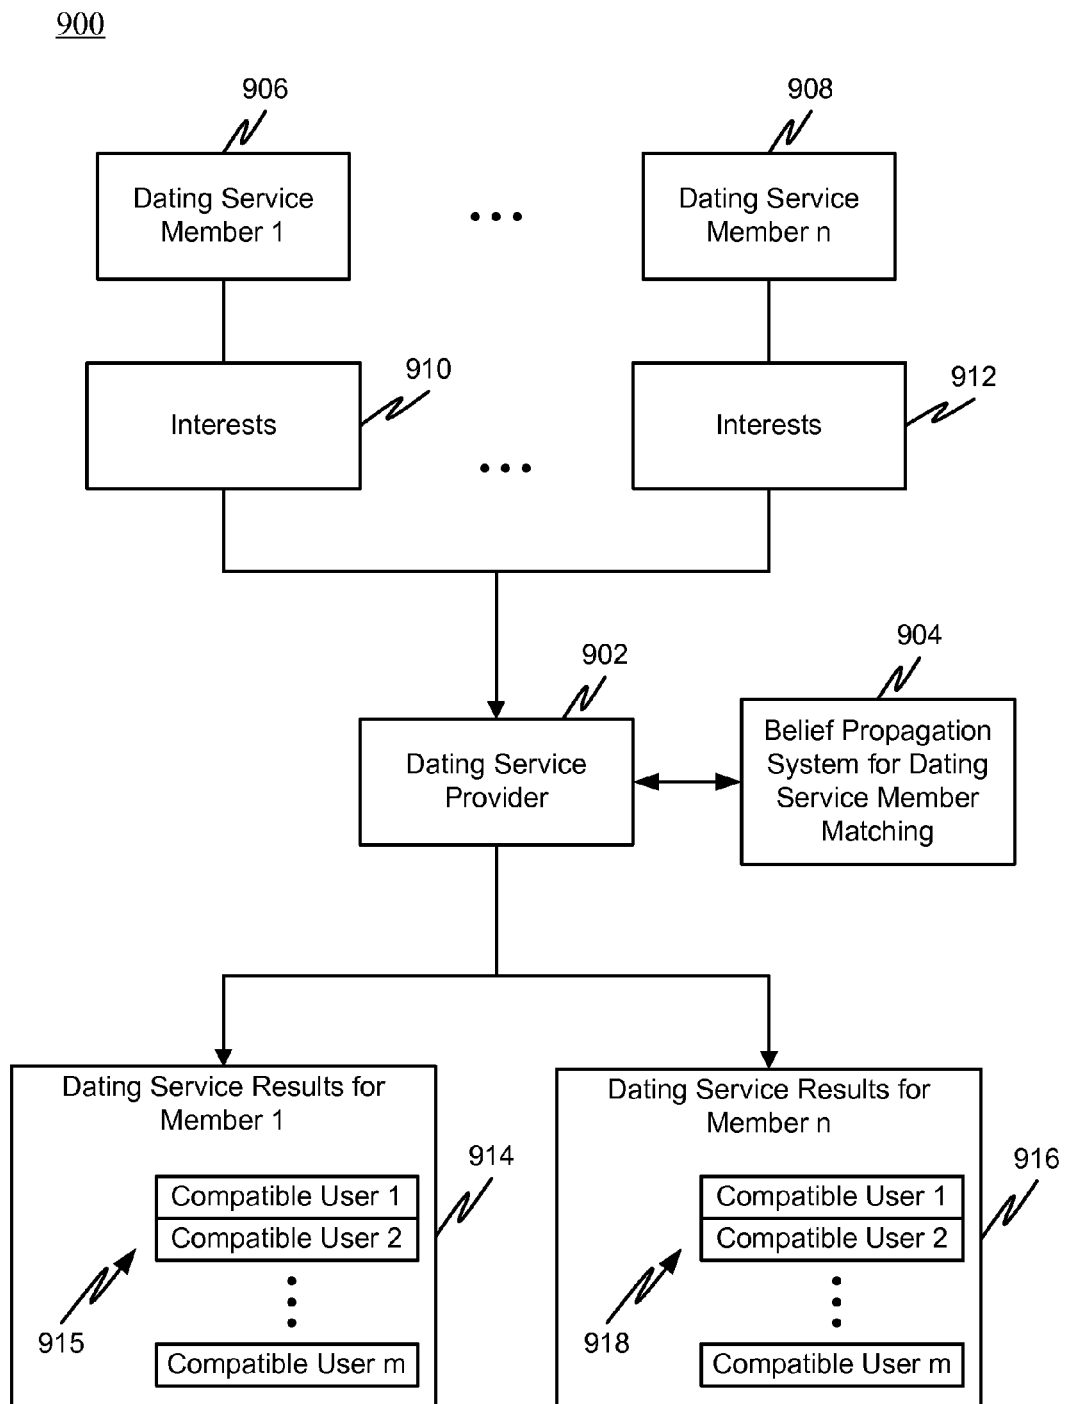 900
906
908
Dating Service
Member 1
Dating Service
Member n
910
912
Interests
Interests
902
904
Dating Service
Provider
Belief Propagation
System for Dating
Service Member
Matching
Dating Service Results for
Member 1
Dating Service Results for
Member n
914
916
Compatible User 1
Compatible User 2
Compatible User m
915
Compatible User 1
Compatible User 2
Compatible User m
918